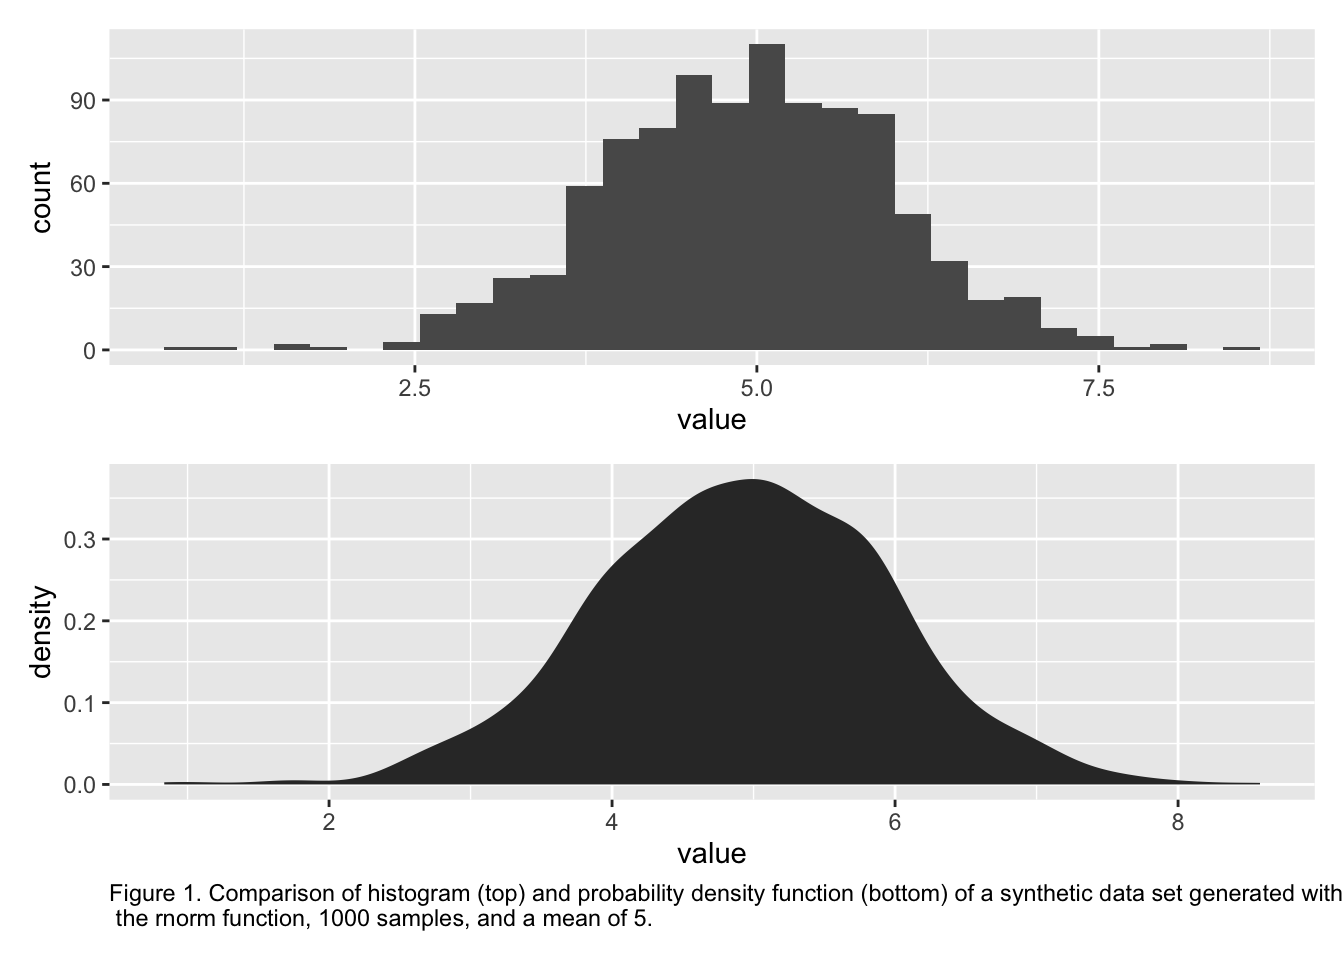 90
60
30
0
count
2.5 5.0 7.5
value
0.3
0.2
0.1
0.0
density
2 4 6 8
value
Figure 1. Comparison of histogram (top) and probability density function (bottom) of a synthetic data set generated with
the rnorm function, 1000 samples, and a mean of 5.